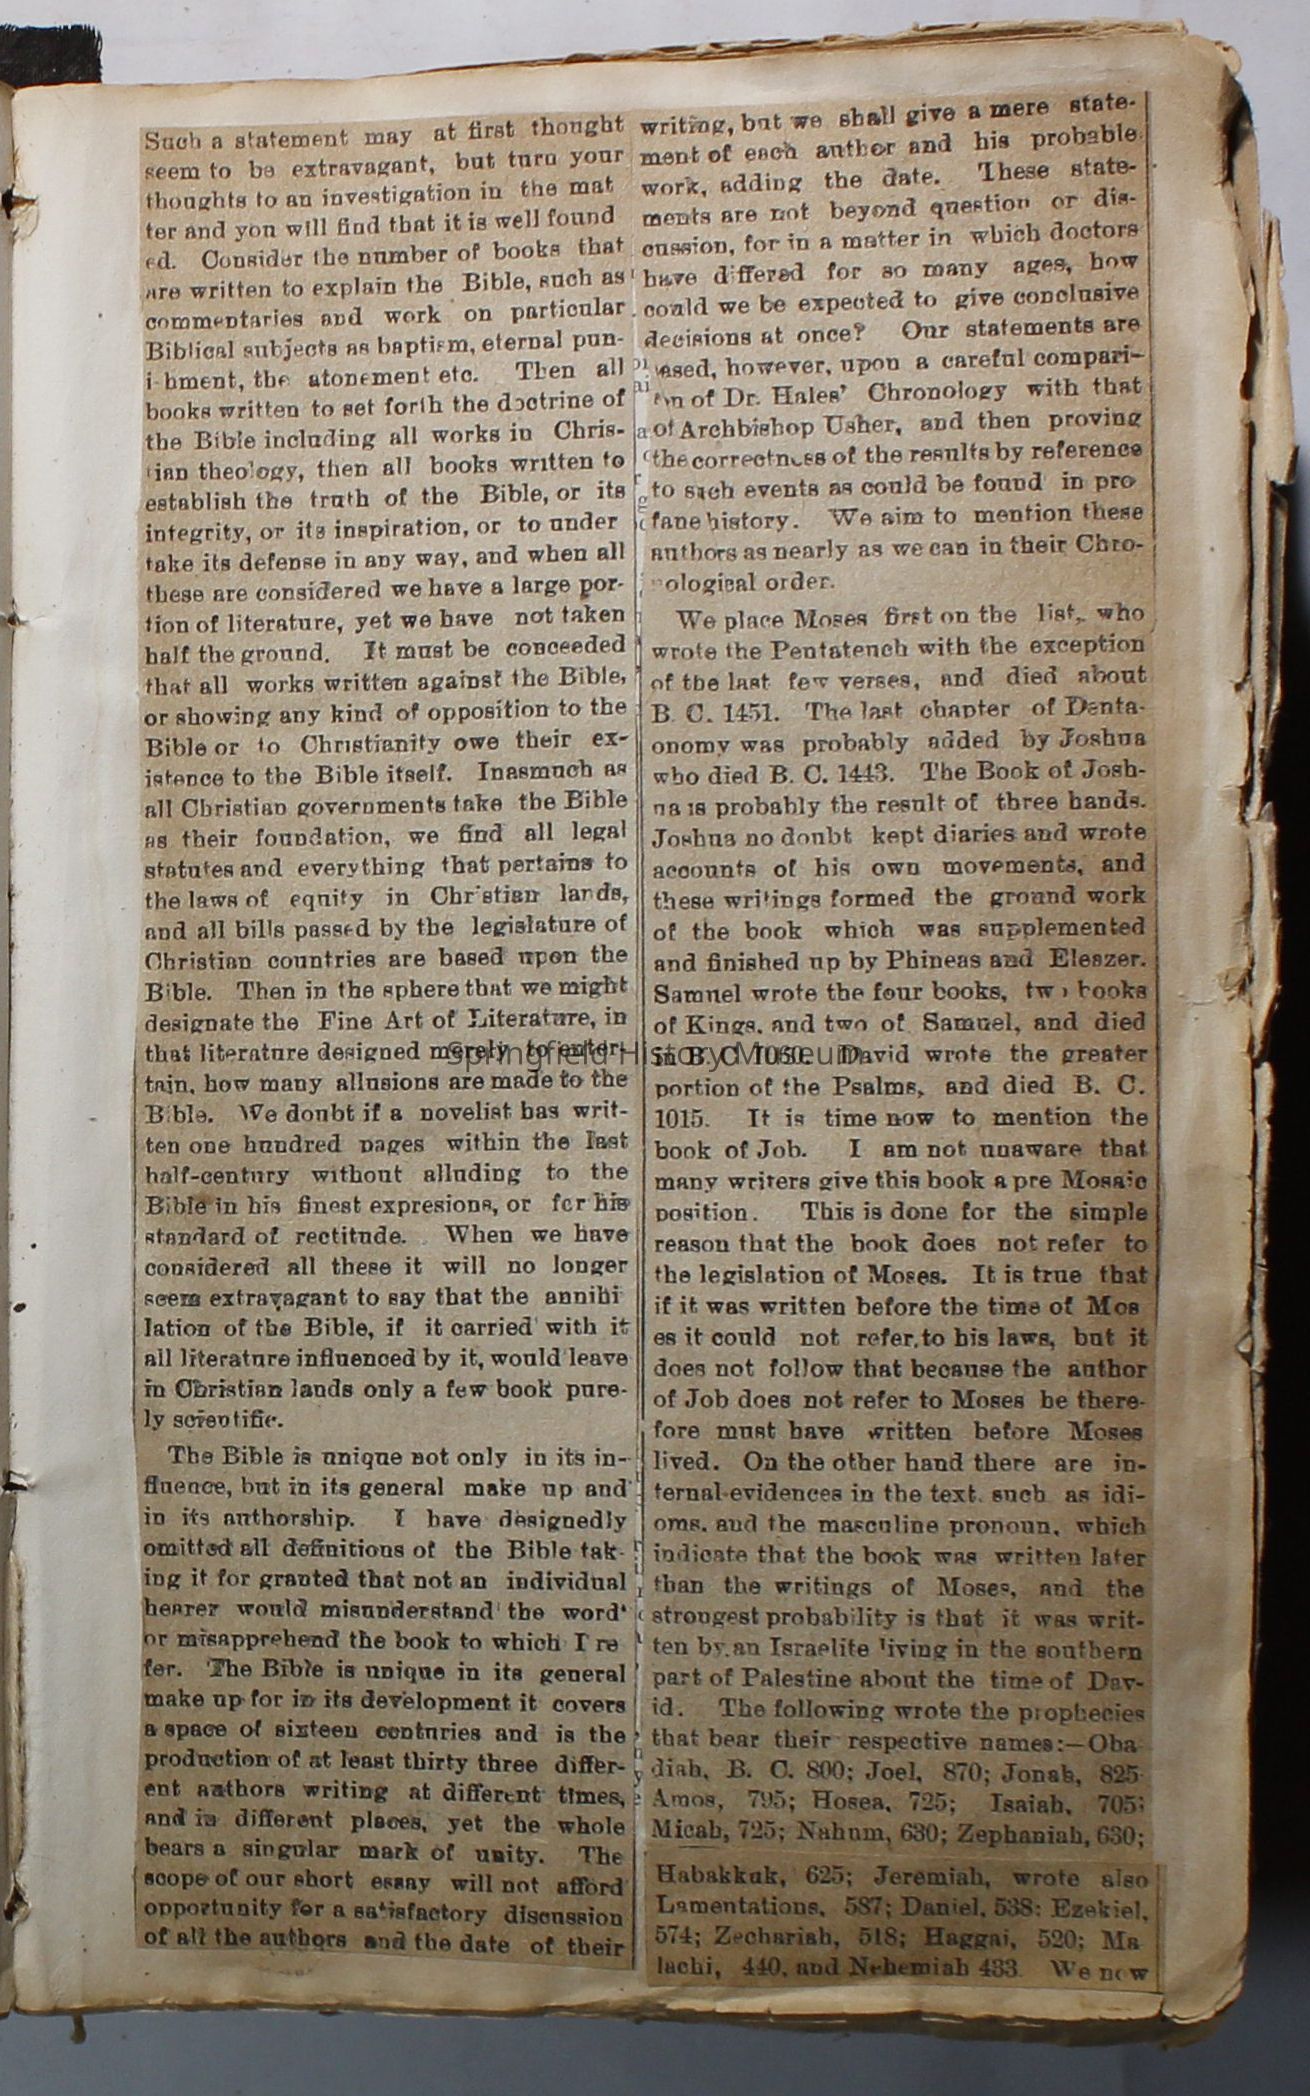 Such a statement may at first thought
seem to be extravagant, but turn your
thoughts to an investigation in the mat
ter and you will find that it is well found
ed. Consider the number of books that
are written to explain the Bible, such as
commentaries and work on particular
Biblical subjects as baptism, eternal pun-
i-hment, the atonement etc. Then all
books written to set forth the doctrine of
the Bible including all works in Chris-
tian theology, then all books written to
establish the truth of the Bible, or its
integrity, or its inspiration, or to under
take its defense in any way, and when all
these are considered we have a large por-
tion of literature, yet we have not taken
half the ground. It must be conceeded
that all works written against the Bible,
or showing any kind of opposition to the
Bible or to Christianity owe their ex-
istence to the Bible itself. Inasmuch as
all Christian governments take the Bible
as their foundation, we find all legal
statutes and everything that pertains to
the laws of equity in Christian lands,
and all bills passed by the legislature of
Christian countries are based upon the
Bible. Then in the sphere that we might
designate the Fine Art of Literature, in
that literature designed merely to enter-
tain, how many allusions are made to the
Bible. We doubt if a novelist has writ-
ten one hundred pages within the last
half-century without alluding to the
Bible in his finest expresions, or for his
standard of rectitude. When we have
considered all these it will no longer
seem extravagant to say that the annihi
lation of the Bible, if it carried with it
all literature influenced by it, would leave
in Christian lands only a few book pure-
ly scientific.
The Bible is unique not only in its in-
fluence, but in its general make up and
in its authorship. I have designedly
omitted all definitions of the Bible tak-
ing it for granted that not an individual
hearer would misunderstand the word
or misapprehend the book to which I re
fer. The Bible is unique in its general
make up for in its development it covers
a space of sixteen centuries and is the
production of at least thirty three differ-
ent authors writing at different times,
and in different places, yet the whole
bears a singular mark of unity. The
scope of our short essay will not afford
opportunity for a satisfactory discussion
of all the authors and the date of their
writing, but we shall give a mere state-
ment of each author and his probable
work, adding the date. These state-
ments are not beyond question or dis-
cussion, for in a matter in which doctors
have differed for so many ages, how
could we be expected to give conclusive
decisions at once? Our statements are
ased, however, upon a careful compari-
on of Dr. Hales' Chronology with that
of Archbishop Usher, and then proving
the correctness of the results by reference
to such events as could be found in pro
fane history. We aim to mention these
authors as nearly as we can in their Chro-
ological order.
We place Moses first on the list, who
wrote the Pentateuch with the exception
of the last few verses, and died about
B. C. 1451. The last chapter of Deuta-
onomy was probably added by Joshua
who died B. C. 1443. The Book of Josh-
ua is probably the result of three hands.
Joshua no doubt kept diaries and wrote
accounts of his own movements, and
these writings formed the ground work
of the book which was supplemented
and finished up by Phineas and Eleazer.
Samuel wrote the four books, two books
of Kings, and two of Samuel, and died
in B. C 1060. David wrote the greater
portion of the Psalms, and died B. C.
1015. It is time now to mention the
book of Job. I am not unaware that
many writers give this book a pre Mosaic
position. This is done for the simple
reason that the book does not refer to
the legislation of Moses. It is true that
if it was written before the time of Mos
es it could not refer to his laws, but it
does not follow that because the author
of Job does not refer to Moses he there-
fore must have written before Moses
lived. On the other hand there are in-
ternal evidences in the text, such as idi-
oms, and the masculine pronoun, which
indicate that the book was written later
than the writings of Moses, and the
strongest probability is that it was writ-
ten by an Israelite living in the southern
part of Palestine about the time of Dav-
id. The following wrote the prophecies
that bear their respective names:—Oba
diah, B. C. 800; Joel, 870; Jonah, 825
Amos, 795; Hosea, 725; Isaiah, 705;
Micah, 725; Nahum, 630; Zephaniah, 630;
Habakkuk, 625; Jeremiah, wrote also
Lamentations, 587; Daniel, 538: Ezekiel,
574; Zechariah, 518; Haggai, 520; Ma
lachi, 440, and Nehemiah 433. We now
Springfield History Museum